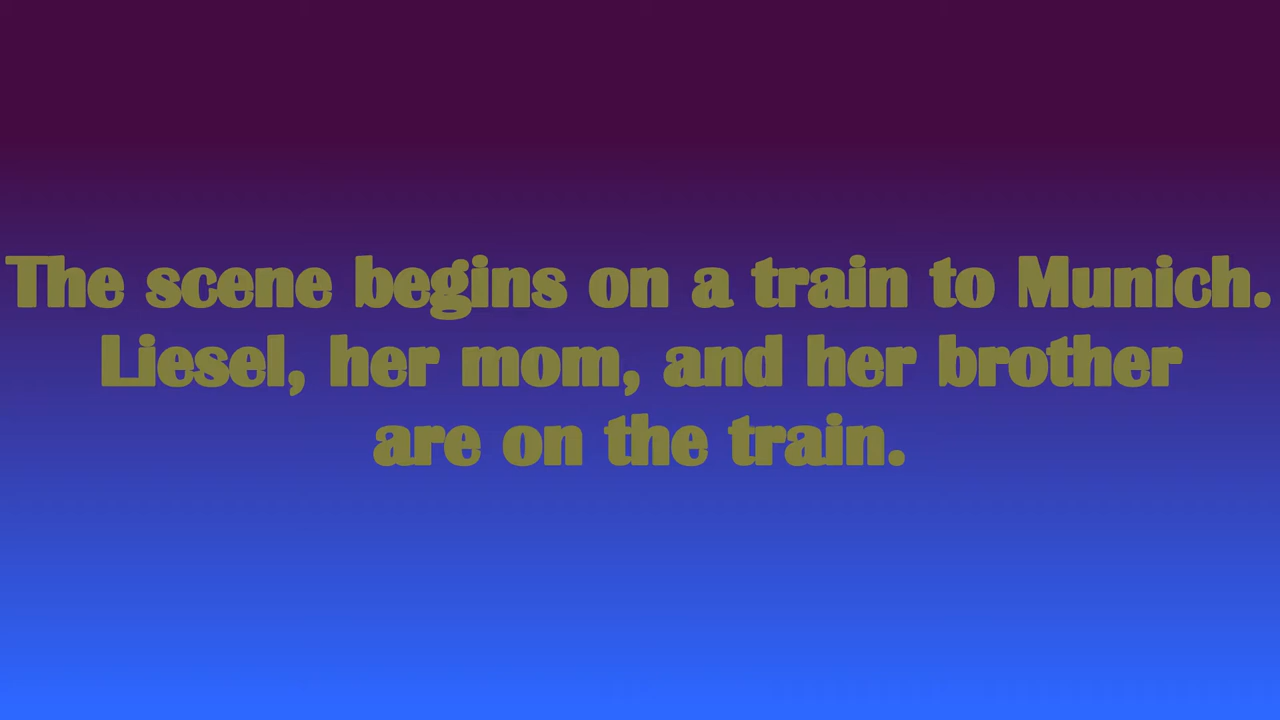 The scene begins on a train to Munich.
Liesel, her mom, and her brother
are on the train.